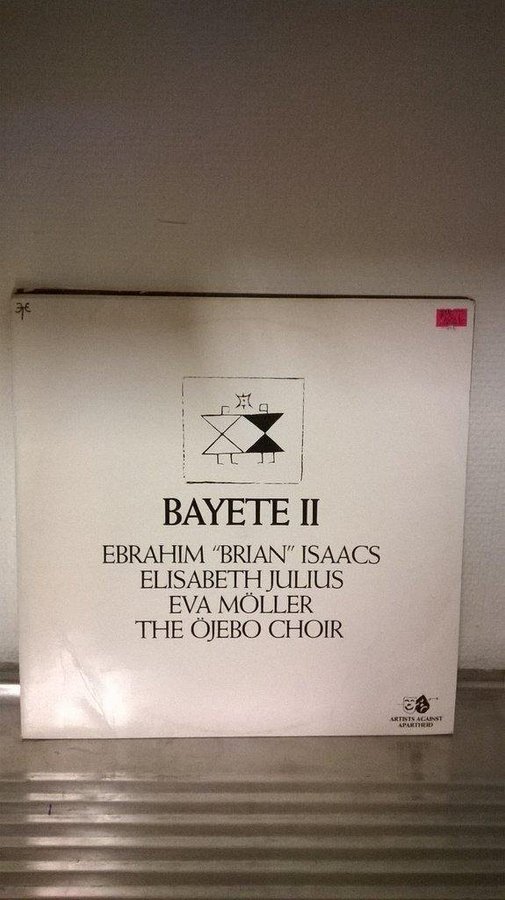 BAYETE II
EBRAHIM "BRIAN" ISAACS
ELISABETH JULIUS
EVA MÖLLER
THE ÖJEBO CHOIR
ARTISTS AGAINST
APARTHEID